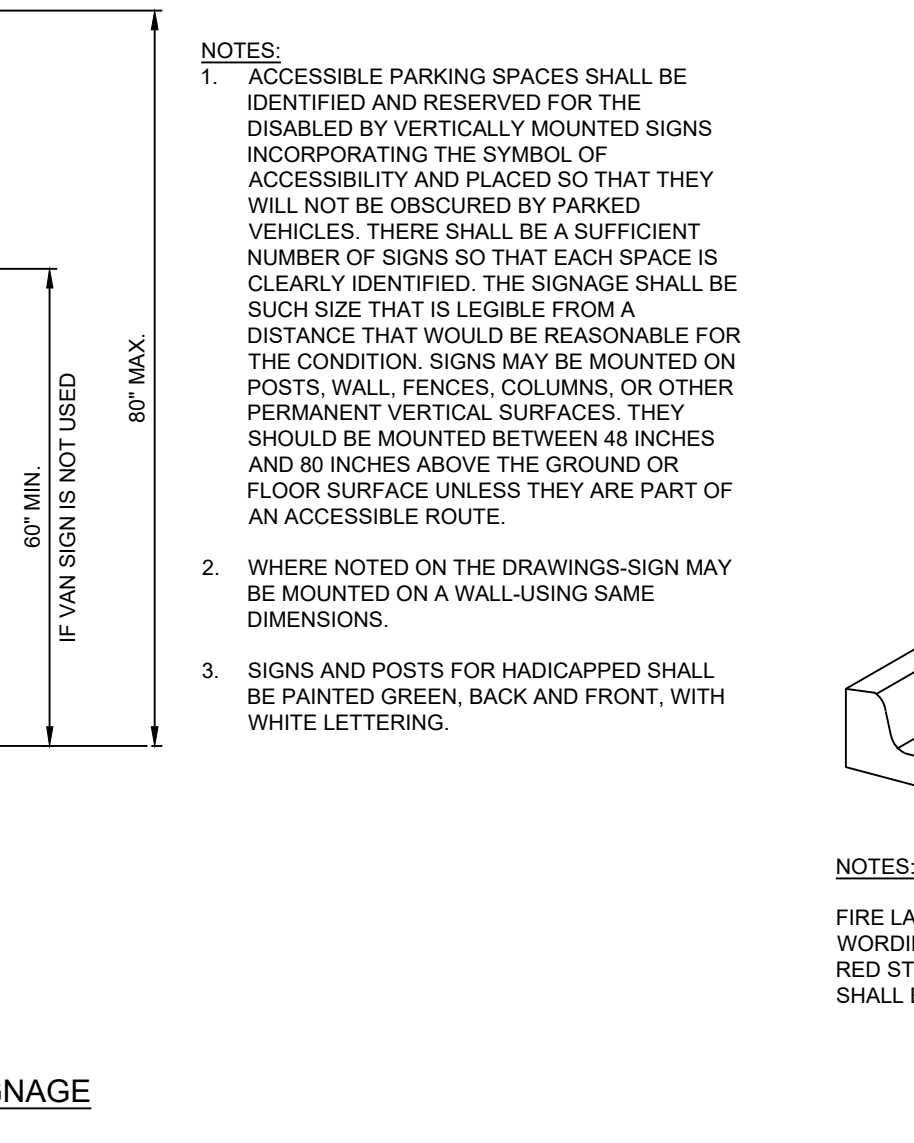 NOTES:
1. ACCESSIBLE PARKING SPACES SHALL BE
IDENTIFIED AND RESERVED FOR THE
DISABLED BY VERTICALLY MOUNTED SIGNS
INCORPORATING THE SYMBOL OF
ACCESSIBILITY AND PLACED SO THAT THEY
WILL NOT BE OBSCURED BY PARKED
VEHICLES. THERE SHALL BE A SUFFICIENT
NUMBER OF SIGNS SO THAT EACH SPACE IS
CLEARLY IDENTIFIED. THE SIGNAGE SHALL BE
SUCH SIZE THAT IS LEGIBLE FROM A
DISTANCE THAT WOULD BE REASONABLE FOR
THE CONDITION. SIGNS MAY BE MOUNTED ON
POSTS, WALL, FENCES, COLUMNS, OR OTHER
PERMANENT VERTICAL SURFACES. THEY
SHOULD BE MOUNTED BETWEEN 48 INCHES
AND 80 INCHES ABOVE THE GROUND OR
FLOOR SURFACE UNLESS THEY ARE PART OF
AN ACCESSIBLE ROUTE.
2. WHERE NOTED ON THE DRAWINGS-SIGN MAY
BE MOUNTED ON A WALL-USING SAME
DIMENSIONS.
3. SIGNS AND POSTS FOR HADICAPPED SHALL
BE PAINTED GREEN, BACK AND FRONT, WITH
WHITE LETTERING.
60" MIN.
IF VAN SIGN IS NOT USED
80" MAX.
NOTES:
FIRE LA
WORDI
RED ST
SHALL
NAGE